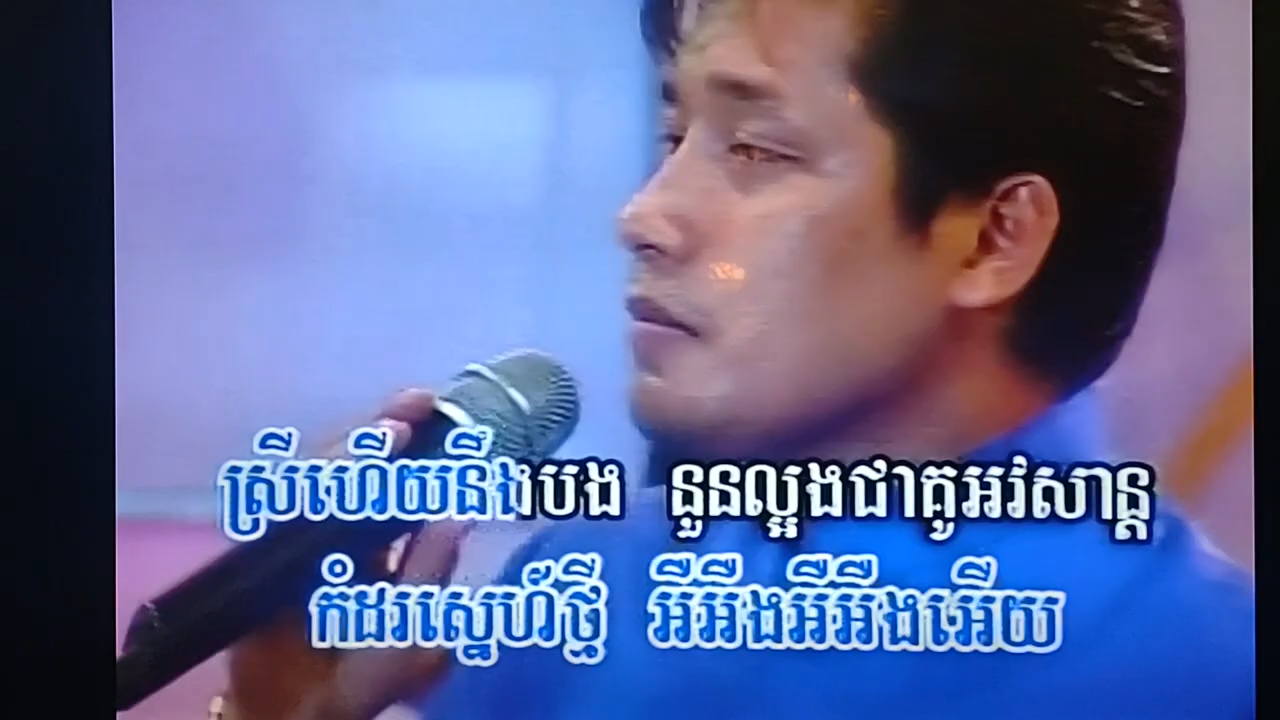 ស្រីហើយនឹងបង នួនល្អងជាគូអវសាន្ត
កំដរស្នេហ៍ថ្មី អឺអឺងអឺអឺងអើយ